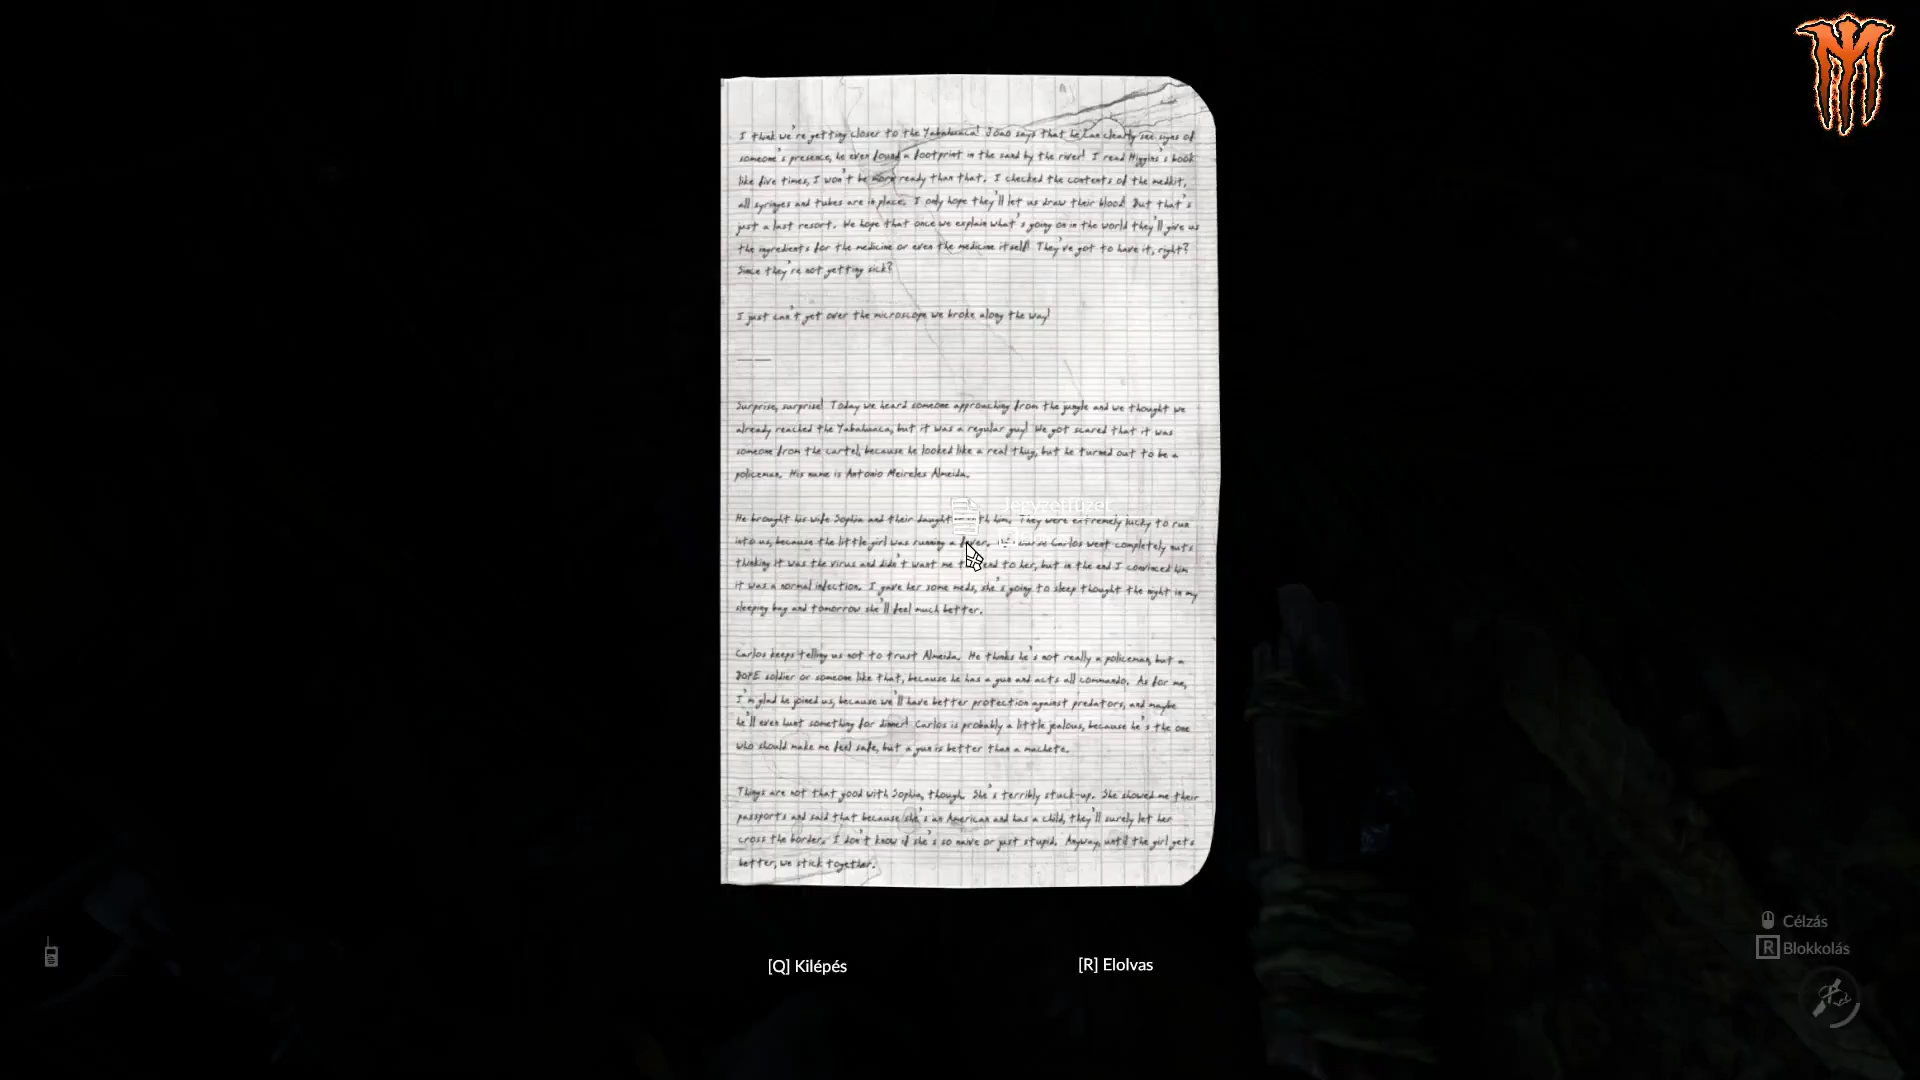 I think we're getting closer to the Yabahuaca! João says that he can clearly see signs of
someone's presence, he even found a footprint in the sand by the river! I read Higgins's book
like five times, I won't be more ready than that. I checked the contents of the medkit,
all syringes and tubes are in place. I only hope they'll let us draw their blood! But that's
just a last resort. We hope that once we explain what's going on in the world they'll give us
the ingredients for the medicine or even the medicine itself! They've got to have it, right?
Since they're not getting sick?
I just can't get over the microscope we broke along the way!
Surprise, surprise! Today we heard someone approaching from the jungle and we thought we
already reached the Yabahuaca, but it was a regular guy! We got scared that it was
someone from the cartel, because he looked like a real thug, but he turned out to be a
policeman. His name is Antonio Meireles Almeida.
Jegyzetfüzet
He brought his wife Sophia and their daught th him. They were extremely lucky to run
into us, because the little girl was running a fever. Carlos went completely nuts
thinking it was the virus and didn't want me end to her, but in the end I convinced him
it was a normal infection. I gave her some meds, she's going to sleep thought the night in my
sleeping bag and tomorrow she'll feel much better.
Carlos keeps telling us not to trust Almeida. He thinks he's not really a policeman, but a
BOPE soldier or someone like that, because he has a gun and acts all commando. As for me,
I'm glad he joined us, because we'll have better protection against predators, and maybe
he'll even hunt something for dinner! Carlos is probably a little jealous, because he's the one
who should make me feel safe, but a gun is better than a machete.
Things are not that good with Sophia, though. She's terribly stuck-up. She showed me their
passports and said that because she's an American and has a child, they'll surely let her
cross the border. I don't know if she's so naive or just stupid. Anyway, until the girl gets
better, we stick together.
[Q] Kilépés
[R] Elolvas
Célzás
R Blokkolás